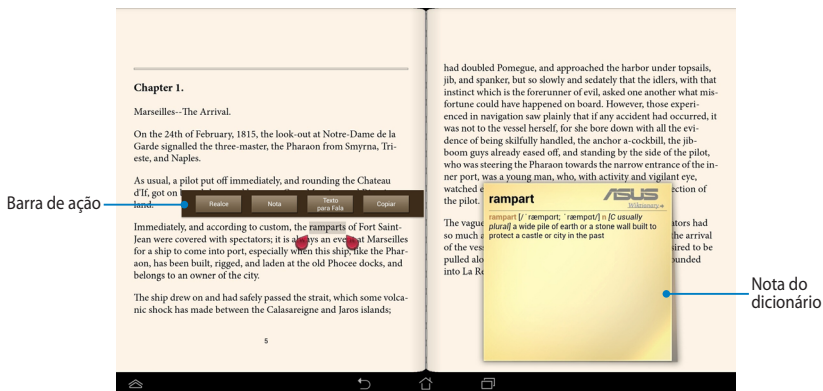 Chapter 1.
Marseilles--The Arrival.
On the 24th of February, 1815, the look-out at Notre-Dame de la
Garde signalled the three-master, the Pharaon from Smyrna, Tri-
este, and Naples.
As usual, a pilot put off immediately, and rounding the Chateau
d'If, got on
land.
Barra de ação
Realce
Nota
Texto
para Fala
Copiar
Immediately, and according to custom, the ramparts of Fort Saint-
Jean were covered with spectators; it is always an event at Marseilles
for a ship to come into port, especially when this ship, like the Phar-
aon, has been built, rigged, and laden at the old Phocee docks, and
belongs to an owner of the city.
The ship drew on and had safely passed the strait, which some volca-
nic shock has made between the Calasareigne and Jaros islands;
5
had doubled Pomegue, and approached the harbor under topsails,
jib, and spanker, but so slowly and sedately that the idlers, with that
instinct which is the forerunner of evil, asked one another what mis-
fortune could have happened on board. However, those experi-
enced in navigation saw plainly that if any accident had occurred, it
was not to the vessel herself, for she bore down with all the evi-
dence of being skilfully handled, the anchor a-cockbill, the jib-
boom guys already eased off, and standing by the side of the pilot,
who was steering the Pharaon towards the narrow entrance of the in-
ner port, was a young man, who, with activity and vigilant eye,
watched
the pilot.
The vague
so much
the arrival
of the
pulled
into La
rampart
ASUS
Wiktionary
rampart [/ˈræmpɔrt; ˈræmpɑt/] n [C usually
plural] a wide pile of earth or a stone wall built to
protect a castle or city in the past
Nota do
dicionário